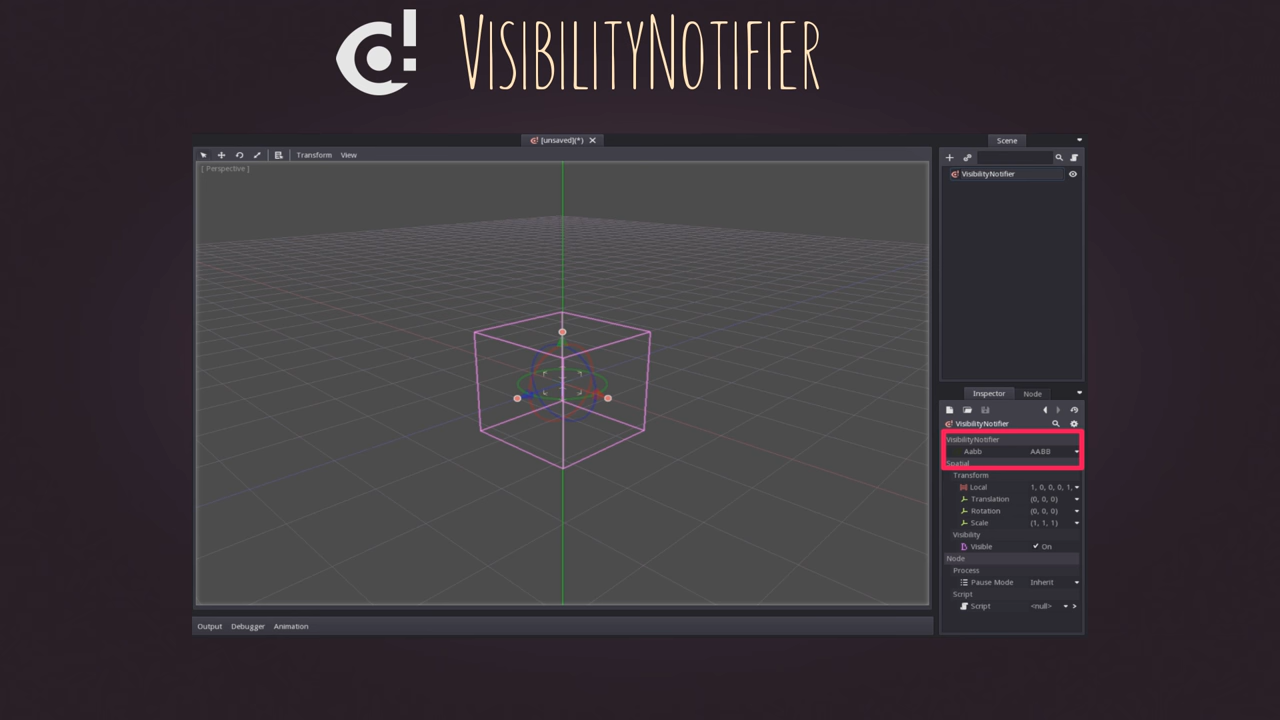 VISIBILITYNOTIFIER
[unsaved](*)
Transform View
[ Perspective ]
Scene
VisibilityNotifier
Inspector Node
VisibilityNotifier
VisibilityNotifier
Aabb AABB
Spatial
Transform
Local 1, 0, 0, 0, 1,
Translation (0, 0, 0)
Rotation (0, 0, 0)
Scale (1, 1, 1)
Visibility
Visible On
Node
Process
Pause Mode Inherit
Script
Script <null>
Output Debugger Animation